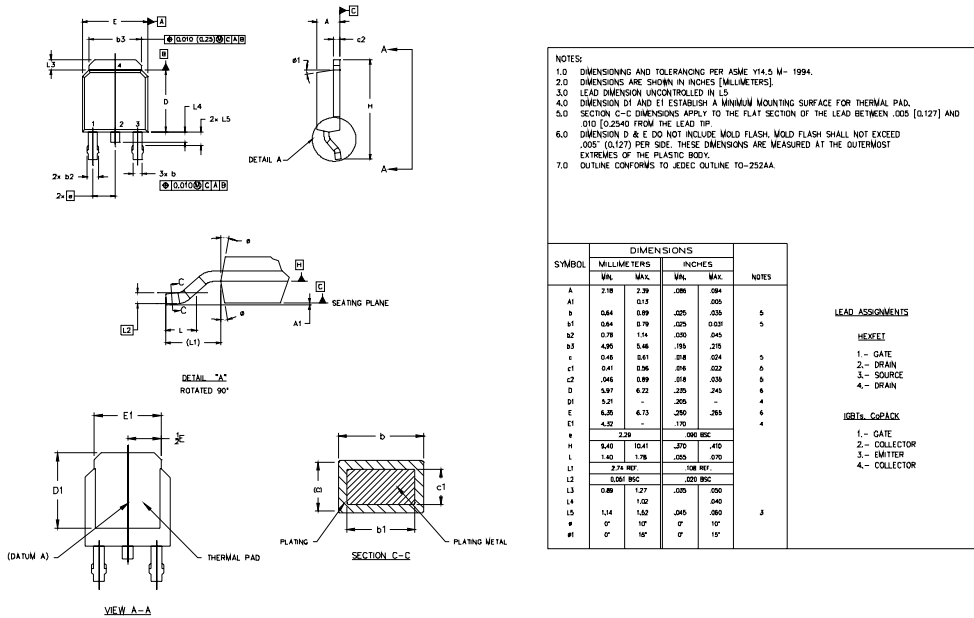 E
A
b3
⌖ 0.010 (0.25) Ⓜ C A B
B
L3
4
D
L4
2x L5
1 2 3
2x b2
3x b
⌖ 0.010 Ⓜ C A B
2x e
C
A
c2
A
ø1
H
DETAIL A
A
ø
H
C
SEATING PLANE
C
C
L2
L
(L1)
ø
A1
DETAIL "A"
ROTATED 90°
E1
D1
(DATUM A)
THERMAL PAD
VIEW A-A
b
c1
b1
PLATING
PLATING METAL
SECTION C-C
NOTES:
1.0 DIMENSIONING AND TOLERANCING PER ASME Y14.5 M- 1994.
2.0 DIMENSIONS ARE SHOWN IN INCHES [MILLIMETERS].
3.0 LEAD DIMENSION UNCONTROLLED IN L5
4.0 DIMENSION D1 AND E1 ESTABLISH A MINIMUM MOUNTING SURFACE FOR THERMAL PAD.
5.0 SECTION C-C DIMENSIONS APPLY TO THE FLAT SECTION OF THE LEAD BETWEEN .005 [0.127] AND
.010 [0.2540 FROM THE LEAD TIP.
6.0 DIMENSION D & E DO NOT INCLUDE MOLD FLASH. MOLD FLASH SHALL NOT EXCEED
.005" (0.127) PER SIDE. THESE DIMENSIONS ARE MEASURED AT THE OUTERMOST
EXTREMES OF THE PLASTIC BODY.
7.0 OUTLINE CONFORMS TO JEDEC OUTLINE TO-252AA.
DIMENSIONS
SYMBOL MILLIMETERS INCHES
MIN. MAX. MIN. MAX. NOTES
A 2.18 2.39 .086 .094
A1 0.13 .005
b 0.64 0.89 .025 .035 5
b1 0.64 0.79 .025 0.031 5
b2 0.76 1.14 .030 .045
b3 4.95 5.46 .195 .215
c 0.46 0.61 .018 .024 5
c1 0.41 0.56 .016 .022 5
c2 .046 0.89 .018 .035 5
D 5.97 6.22 .235 .245 6
D1 5.21 - .205 - 4
E 6.35 6.73 .250 .265 6
E1 4.32 - .170 4
e 2.29 .090 BSC
H 9.40 10.41 .370 .410
L 1.40 1.78 .055 .070
L1 2.74 REF. .108 REF.
L2 0.051 BSC .020 BSC
L3 0.89 1.27 .035 .050
L4 1.02 .040
L5 1.14 1.52 .045 .060 3
ø 0° 10° 0° 10°
ø1 0° 15° 0° 15°
LEAD ASSIGNMENTS
HEXFET
1.- GATE
2.- DRAIN
3.- SOURCE
4.- DRAIN
IGBTs, CoPACK
1.- GATE
2.- COLLECTOR
3.- EMITTER
4.- COLLECTOR